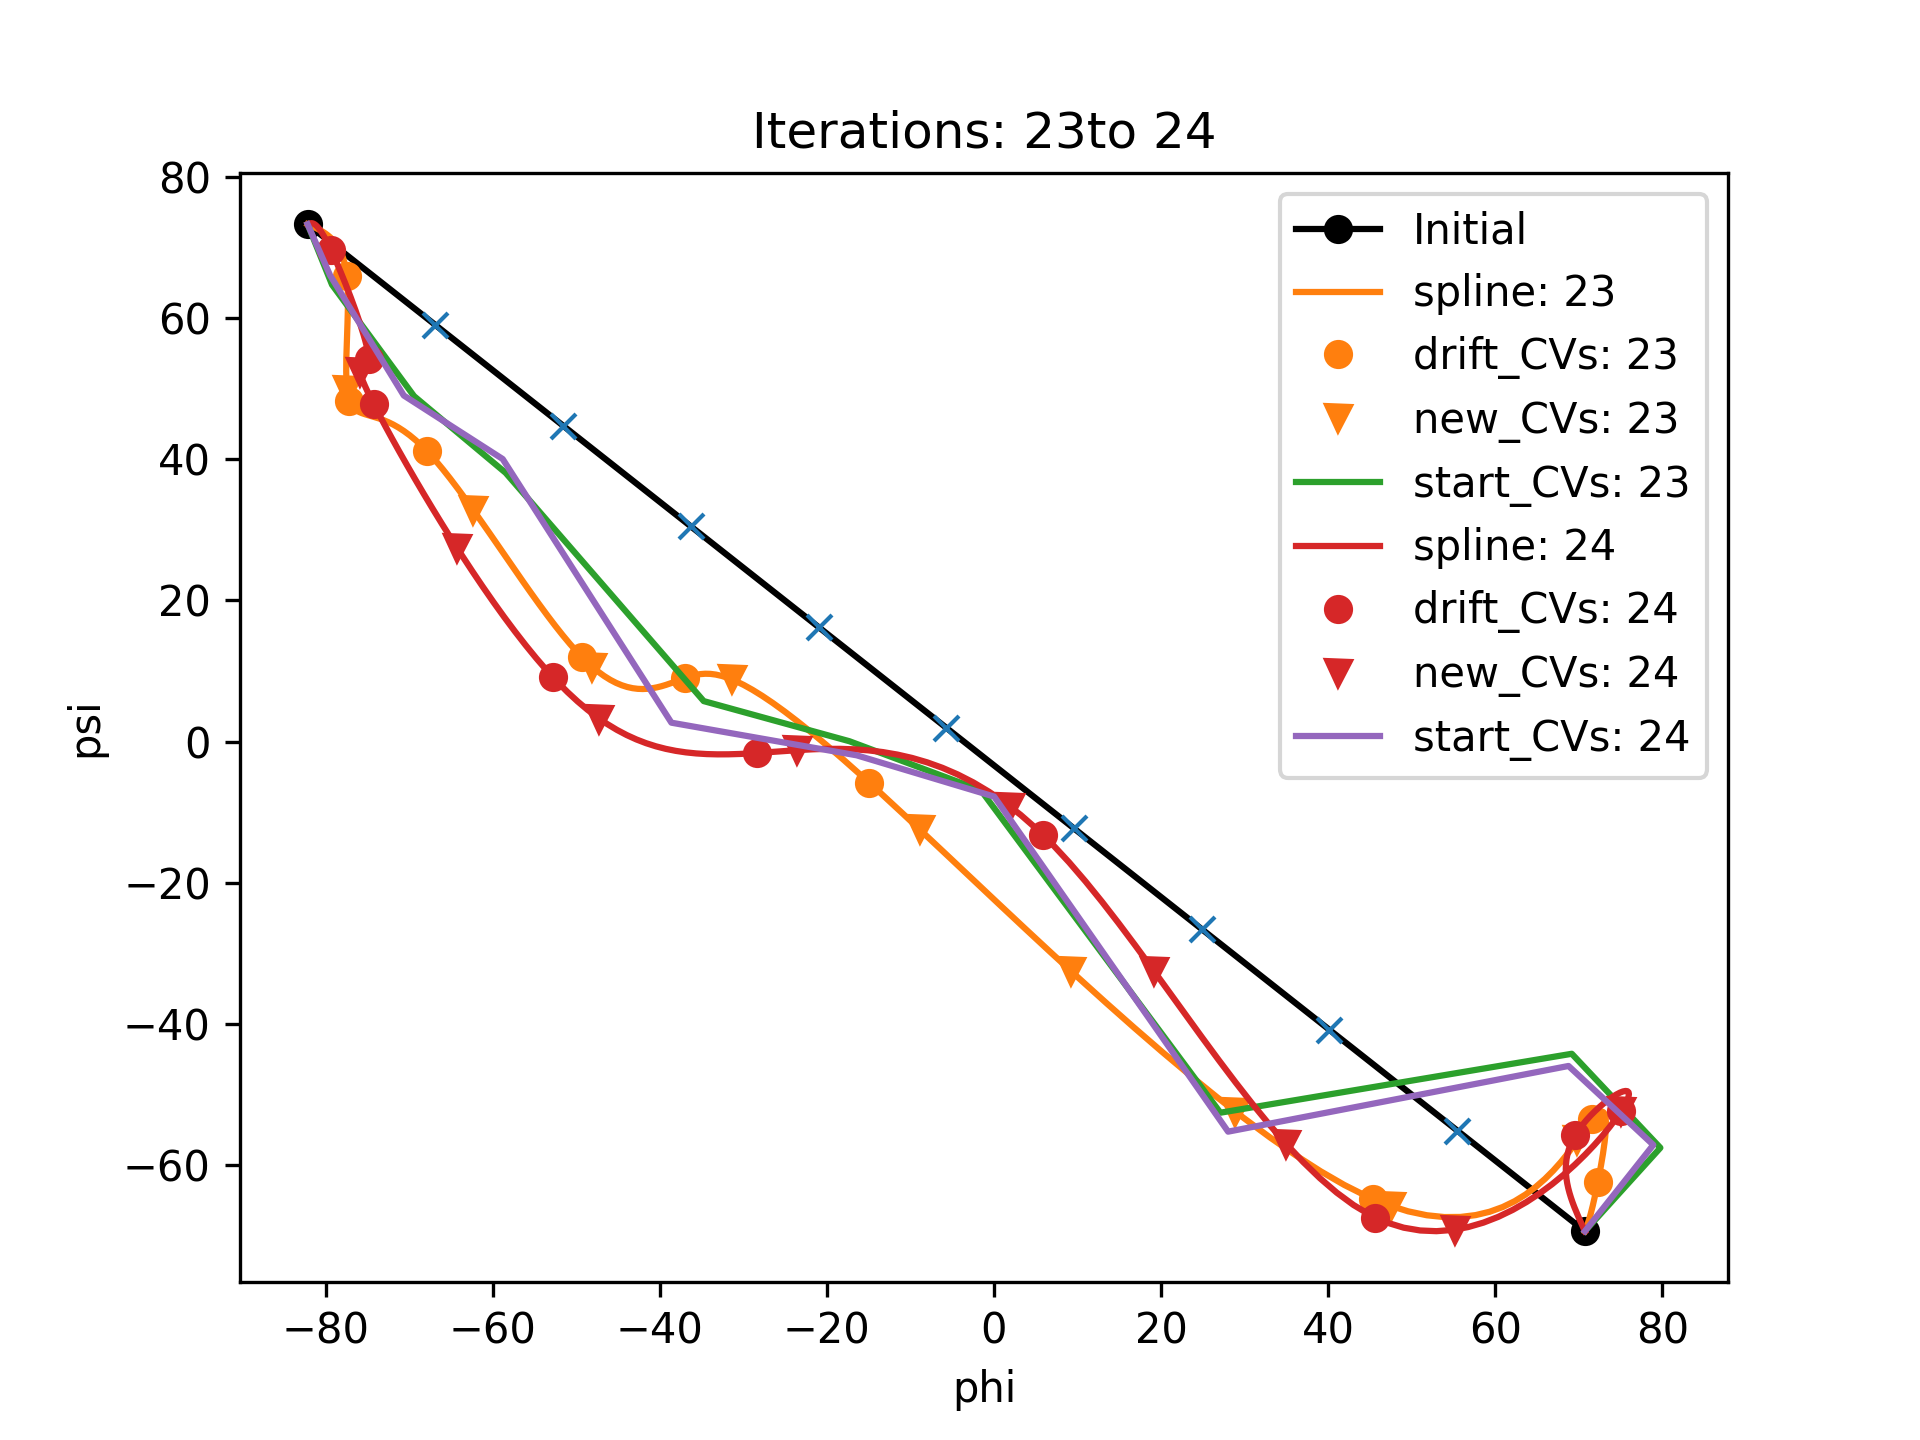 Iterations: 23to 24
80
60
40
20
0
−20
−40
−60
psi
−80
−60
−40
−20
0
20
40
60
80
phi
Initial
spline: 23
drift_CVs: 23
new_CVs: 23
start_CVs: 23
spline: 24
drift_CVs: 24
new_CVs: 24
start_CVs: 24